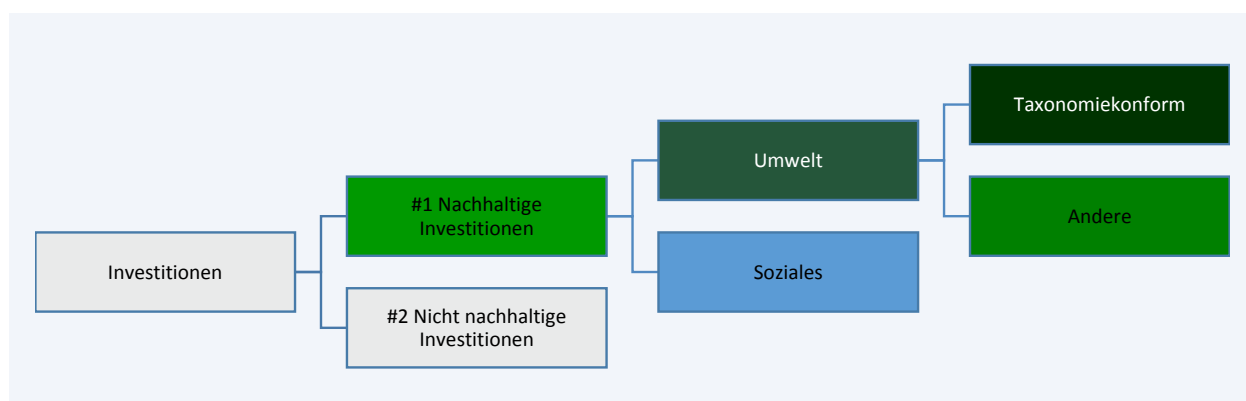 Taxonomiekonform
Umwelt
#1 Nachhaltige
Investitionen
Andere
Investitionen
Soziales
#2 Nicht nachhaltige
Investitionen